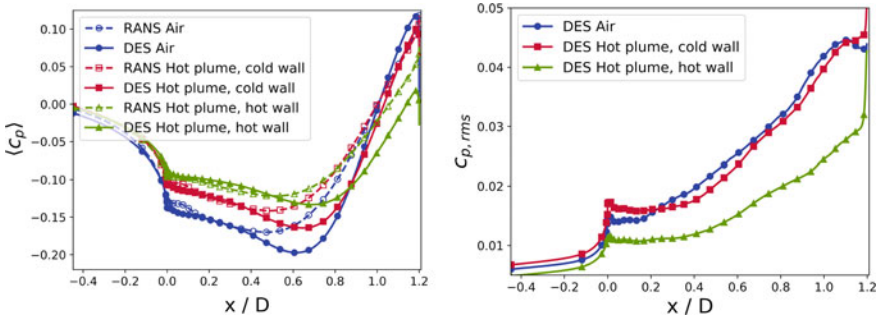 RANS Air
DES Air
RANS Hot plume, cold wall
DES Hot plume, cold wall
RANS Hot plume, hot wall
DES Hot plume, hot wall
0.10
0.05
0.00
−0.05
−0.10
−0.15
−0.20
⟨c_p⟩
−0.4 −0.2 0.0 0.2 0.4 0.6 0.8 1.0 1.2
x / D
DES Air
DES Hot plume, cold wall
DES Hot plume, hot wall
0.05
0.04
0.03
0.02
0.01
c_{p,rms}
−0.4 −0.2 0.0 0.2 0.4 0.6 0.8 1.0 1.2
x / D